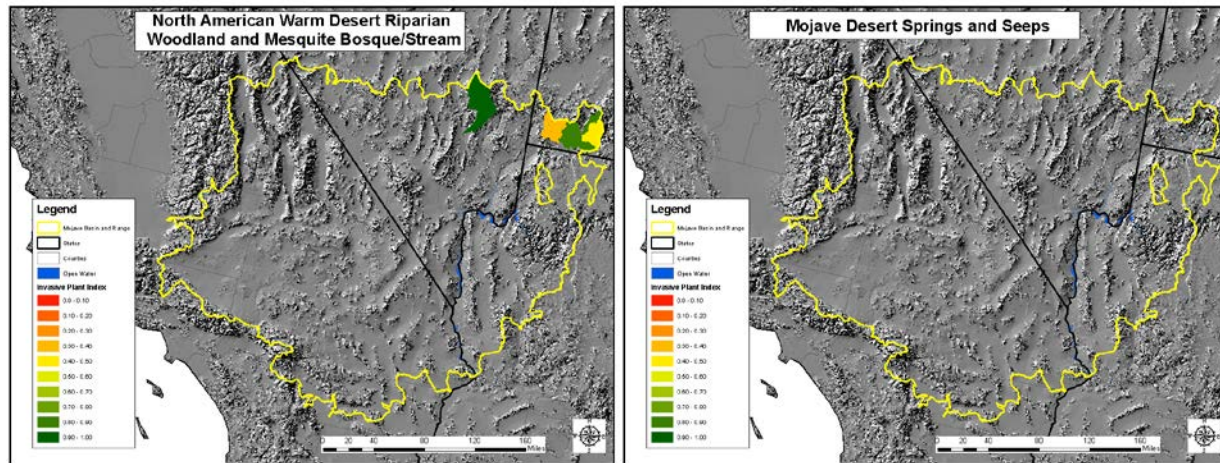 North American Warm Desert Riparian
Woodland and Mesquite Bosque/Stream
Legend
Mojave Basin and Range
States
Counties
Open Water
Invasive Plant Index
0.0 - 0.10
0.10 - 0.20
0.20 - 0.30
0.30 - 0.40
0.40 - 0.50
0.50 - 0.60
0.60 - 0.70
0.70 - 0.80
0.80 - 0.90
0.90 - 1.00
0 20 40 80 120 160
Miles
Mojave Desert Springs and Seeps
Legend
Mojave Basin and Range
States
Counties
Open Water
Invasive Plant Index
0.0 - 0.10
0.10 - 0.20
0.20 - 0.30
0.30 - 0.40
0.40 - 0.50
0.50 - 0.60
0.60 - 0.70
0.70 - 0.80
0.80 - 0.90
0.90 - 1.00
0 20 40 80 120 160
Miles